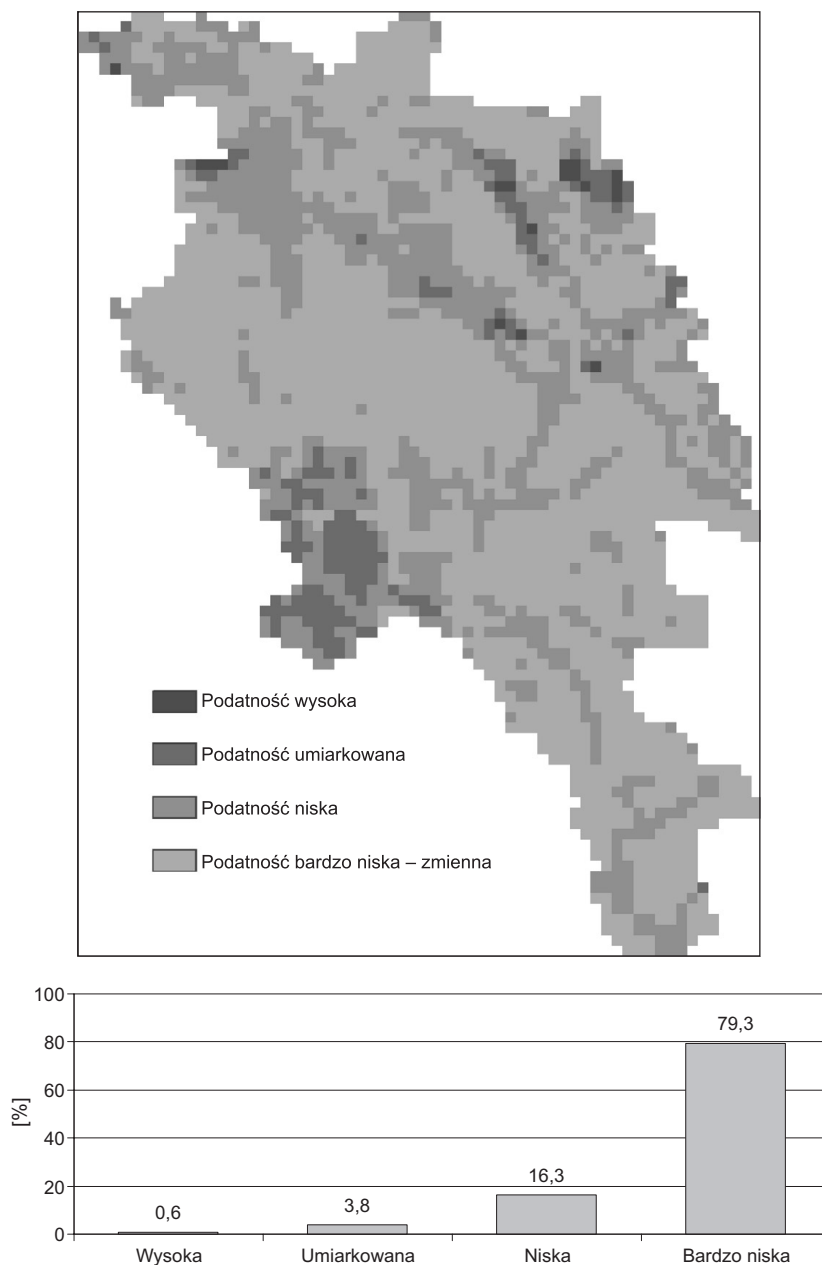 Podatność wysoka
Podatność umiarkowana
Podatność niska
Podatność bardzo niska – zmienna
100
80
60
40
20
0
[%]
0,6
3,8
16,3
79,3
Wysoka
Umiarkowana
Niska
Bardzo niska